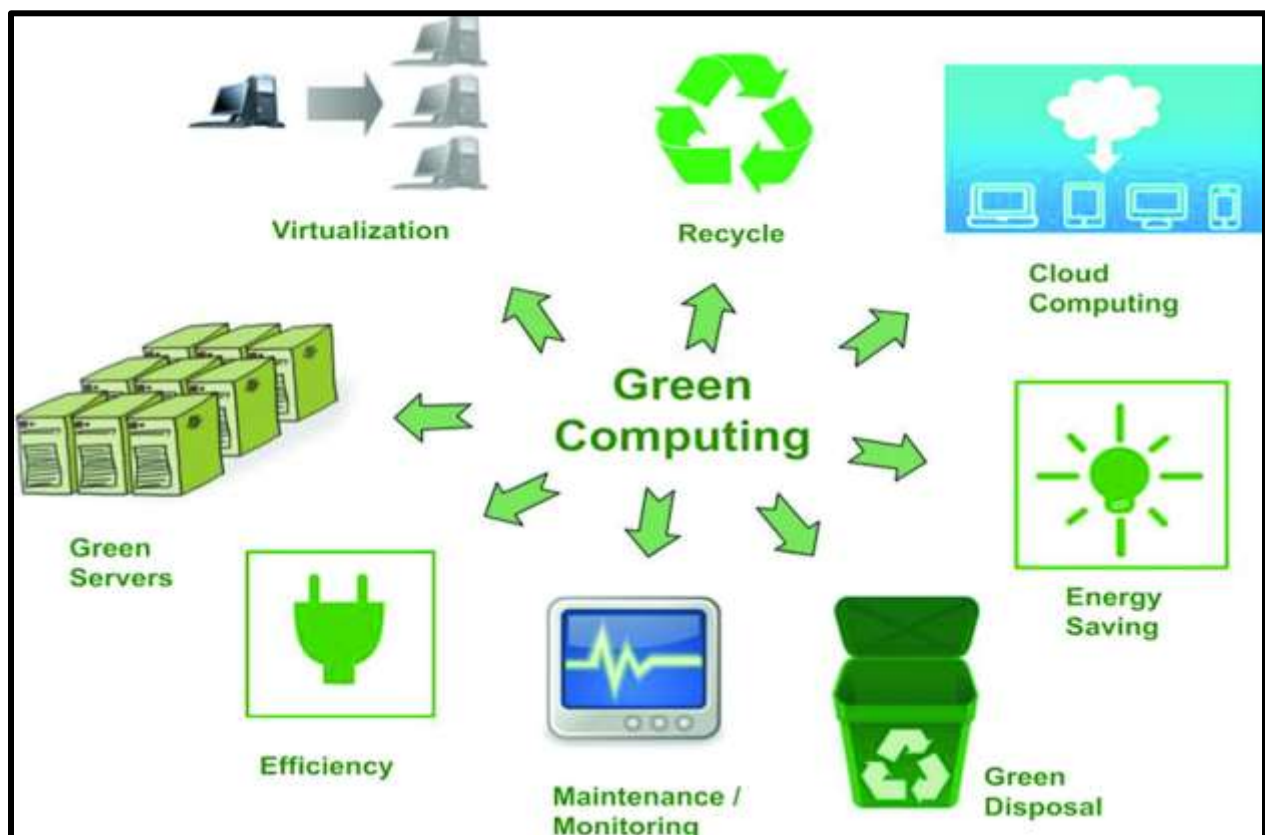 Virtualization
Recycle
Cloud
Computing
Green
Computing
Green
Servers
Energy
Saving
Efficiency
Maintenance /
Monitoring
Green
Disposal